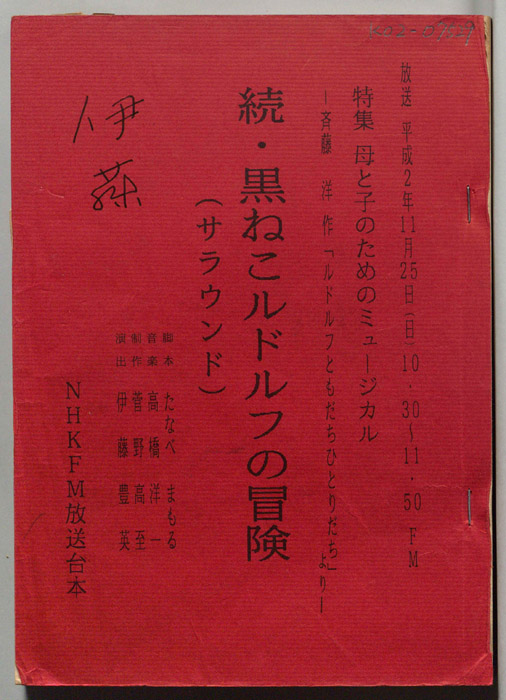 放送 平成2年11月25日(日)10・30〜11・50 FM
特集 母と子のためのミュージカル
―斉藤 洋 作「ルドルフともだちひとりだち」より―
続・黒ねこルドルフの冒険
(サラウンド)
脚本 たなべ まもる
音楽 高橋洋一
制作 菅野高至
演出 伊藤豊英
NHKFM放送台本
伊藤